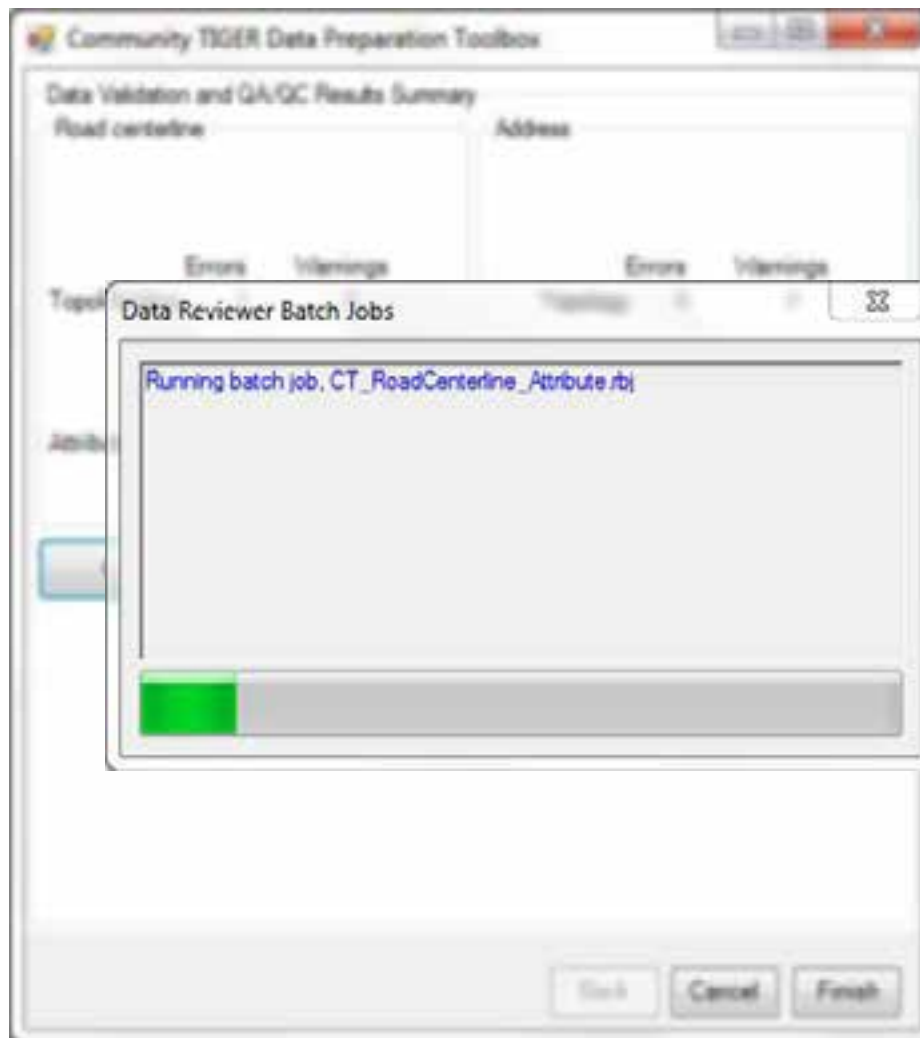 Community TIGER Data Preparation Toolbox
Data Validation and QA/QC Results Summary
Road centerline
Address
Errors Warnings
Errors Warnings
Topology
Data Reviewer Batch Jobs
Running batch job, CT_RoadCenterline_Attribute.rbj
Back Cancel Finish